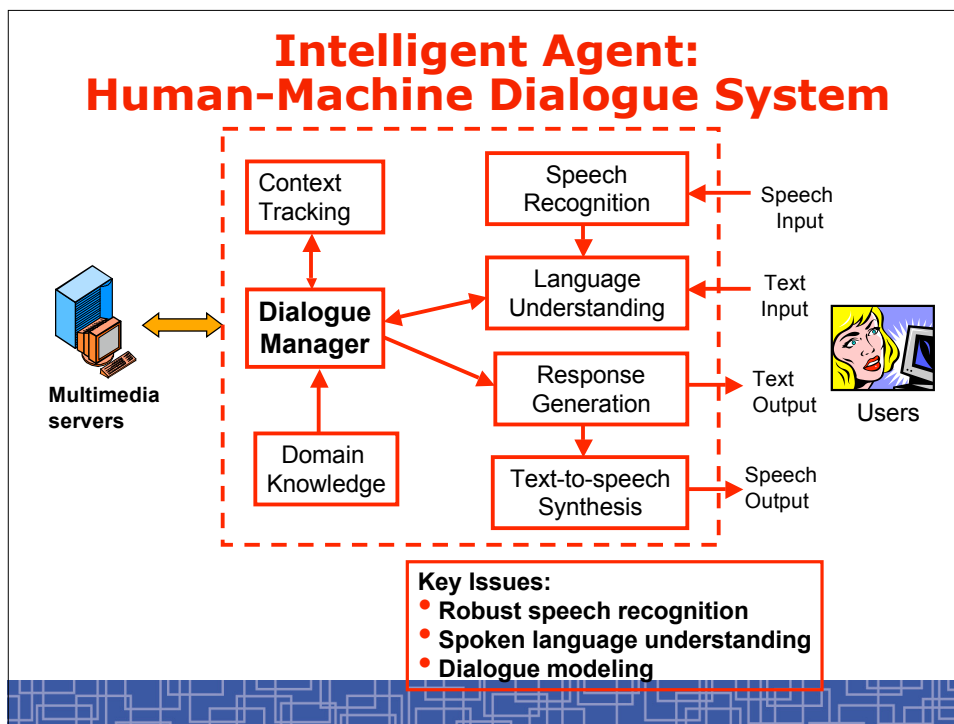 Intelligent Agent:
Human-Machine Dialogue System
Context
Tracking
Speech
Recognition
Speech
Input
Language
Understanding
Text
Input
Dialogue
Manager
Multimedia
servers
Response
Generation
Text
Output
Users
Domain
Knowledge
Text-to-speech
Synthesis
Speech
Output
Key Issues:
• Robust speech recognition
• Spoken language understanding
• Dialogue modeling